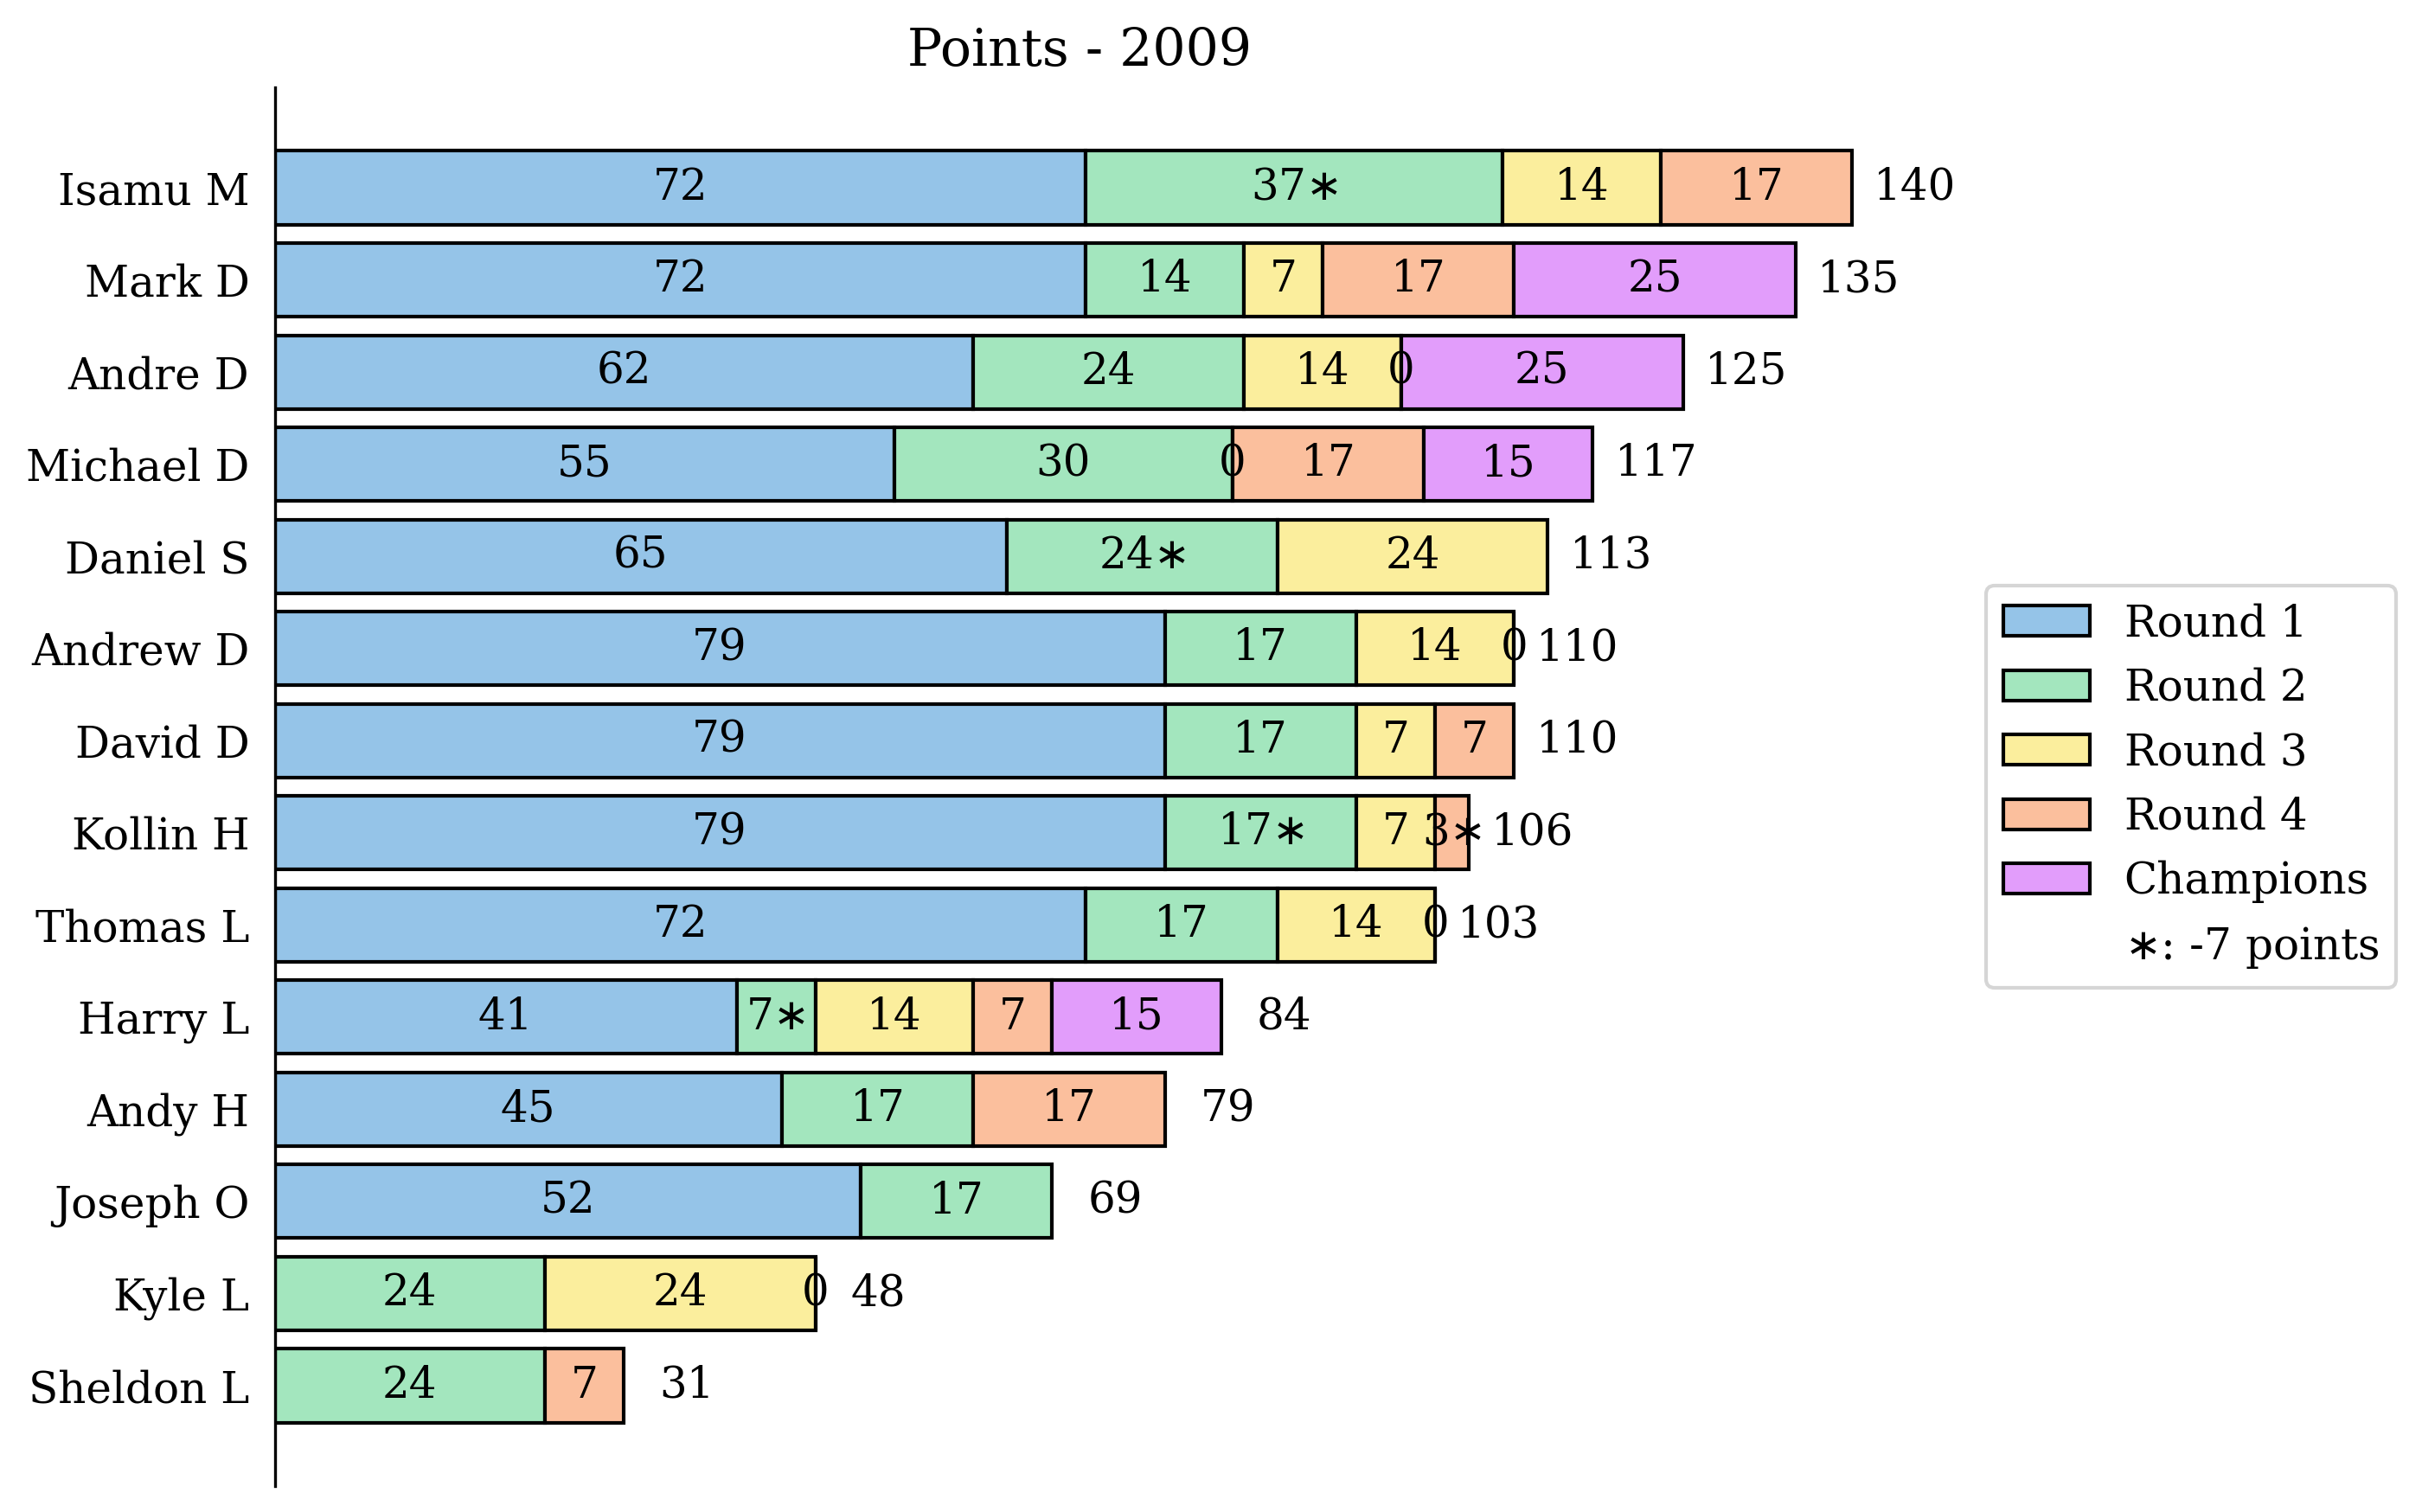 Points - 2009
Isamu M 72 37∗ 14 17 140
Mark D 72 14 7 17 25 135
Andre D 62 24 14 0 25 125
Michael D 55 30 0 17 15 117
Daniel S 65 24∗ 24 113
Andrew D 79 17 14 0 110
David D 79 17 7 7 110
Kollin H 79 17∗ 7 3∗ 106
Thomas L 72 17 14 0 103
Harry L 41 7∗ 14 7 15 84
Andy H 45 17 17 79
Joseph O 52 17 69
Kyle L 24 24 0 48
Sheldon L 24 7 31
Round 1
Round 2
Round 3
Round 4
Champions
∗: -7 points